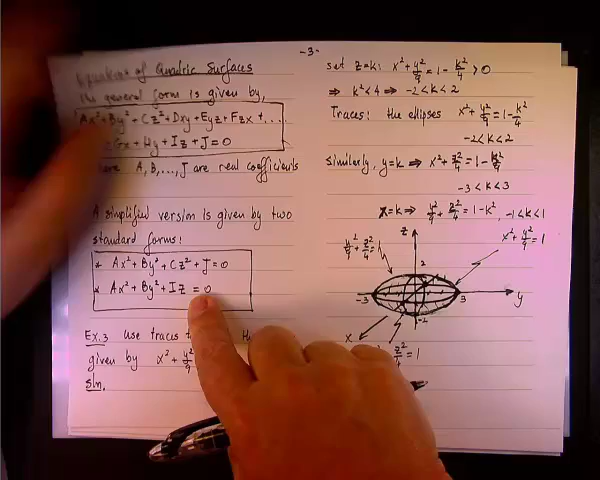 -3-
Equations of Quadric Surfaces
The general form is given by,
Ax²+By²+Cz²+Dxy+Eyz+Fzx+....
Gx+Hy+Iz+J=0
A, B,..., J are real coefficients
A simplified version is given by two
standard forms:
* Ax²+By²+Cz²+J=0
* Ax²+By²+Iz=0
Ex.3 use traces
given by x²+y²/9
Sln.
set z=k: x²+y²/9=1-k²/4>0
⇒ k²<4 ⇒ -2<k<2
Traces: the ellipses x²+y²/9=1-k²/4
-2<k<2
Similarly, y=k ⇒ x²+z²/4=1-k²/9
-3<k<3
x=k ⇒ y²/9+z²/4=1-k², -1<k<1
z
y²/9+z²/4=1
x²+y²/9=1
2
-3
3
y
-2
x
z²/4=1